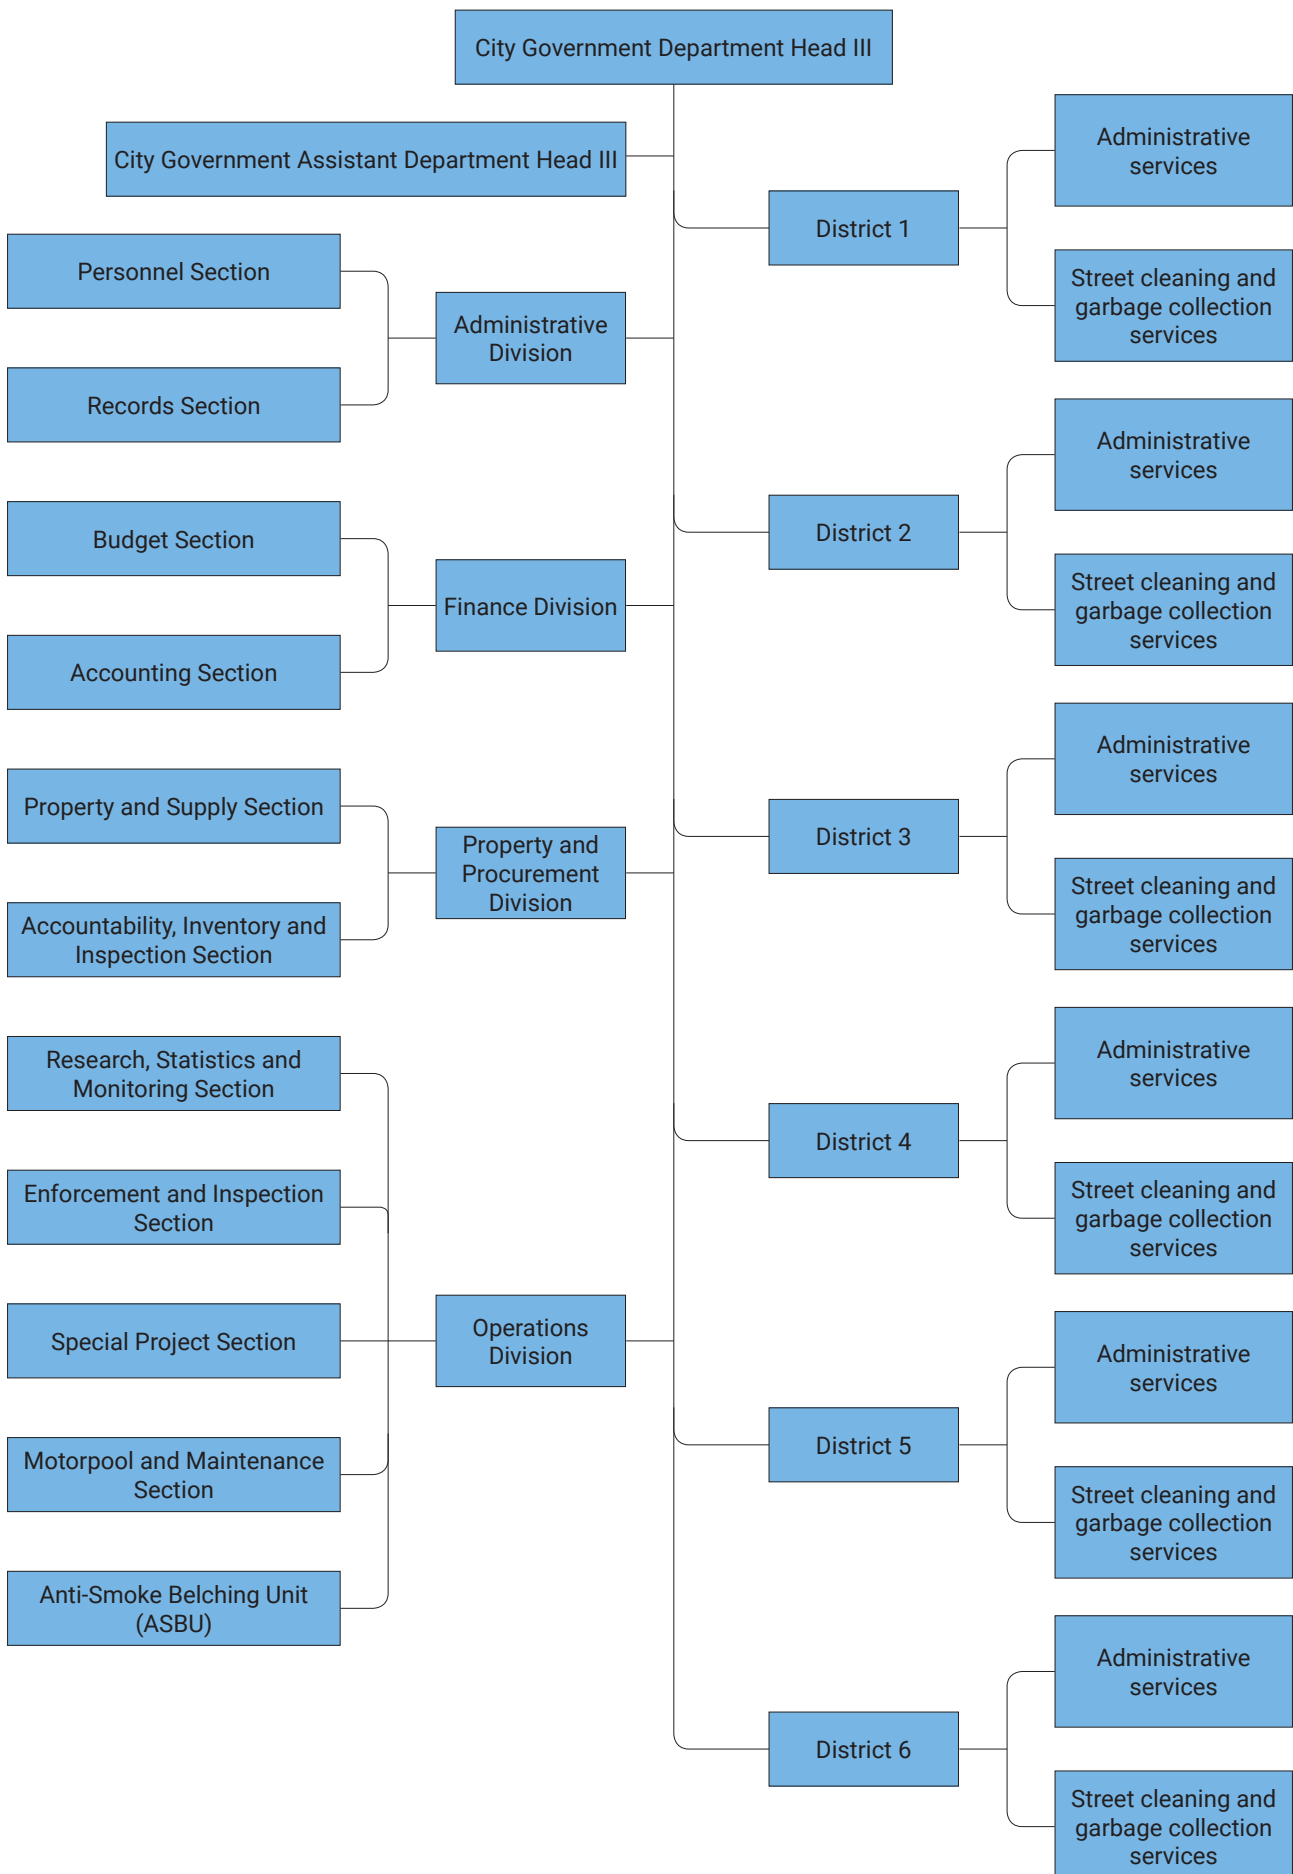 City Government Department Head III
City Government Assistant Department Head III
Personnel Section
Records Section
Administrative
Division
Budget Section
Accounting Section
Finance Division
Property and Supply Section
Accountability, Inventory and
Inspection Section
Property and
Procurement
Division
Research, Statistics and
Monitoring Section
Enforcement and Inspection
Section
Special Project Section
Motorpool and Maintenance
Section
Anti-Smoke Belching Unit
(ASBU)
Operations
Division
District 1
Administrative
services
Street cleaning and
garbage collection
services
District 2
Administrative
services
Street cleaning and
garbage collection
services
District 3
Administrative
services
Street cleaning and
garbage collection
services
District 4
Administrative
services
Street cleaning and
garbage collection
services
District 5
Administrative
services
Street cleaning and
garbage collection
services
District 6
Administrative
services
Street cleaning and
garbage collection
services